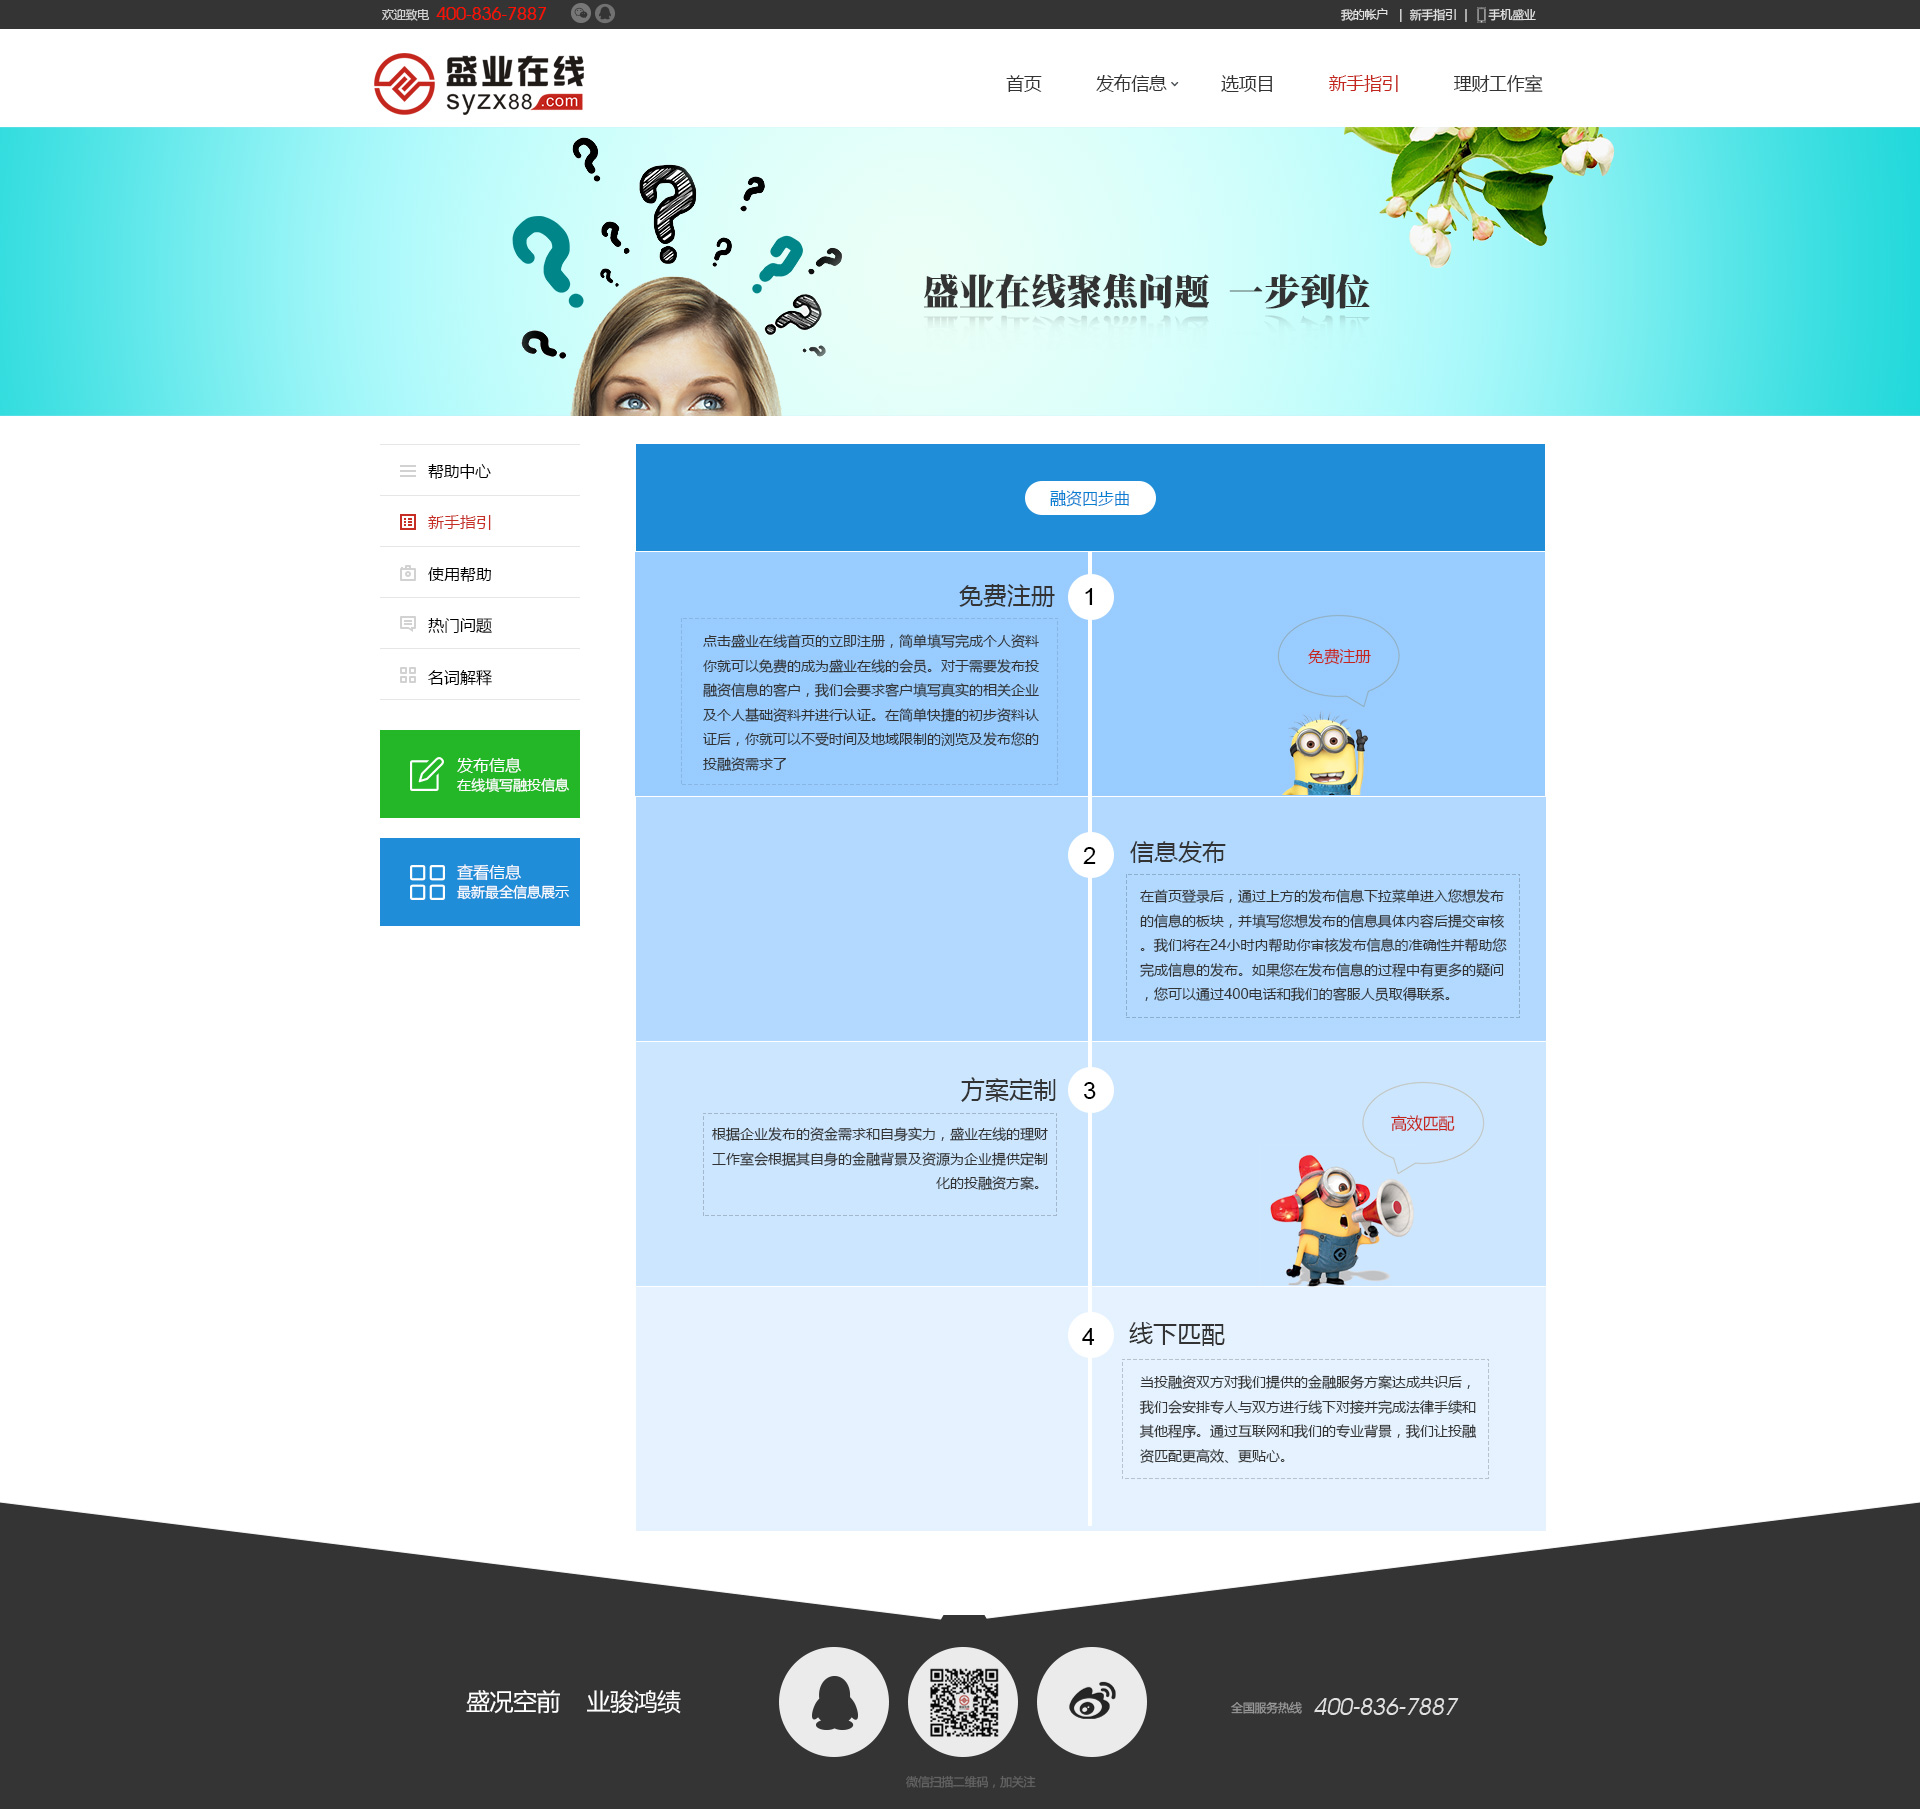 欢迎致电 400-836-7887
我的帐户 | 新手指引 | 手机盛业
盛业在线
syzx88.com
首页 发布信息 选项目 新手指引 理财工作室
盛业在线聚焦问题 一步到位
帮助中心
新手指引
使用帮助
热门问题
名词解释
发布信息
在线填写融投信息
查看信息
最新最全信息展示
融资四步曲
免费注册 1
点击盛业在线首页的立即注册，简单填写完成个人资料
你就可以免费的成为盛业在线的会员。对于需要发布投
融资信息的客户，我们会要求客户填写真实的相关企业
及个人基础资料并进行认证。在简单快捷的初步资料认
证后，你就可以不受时间及地域限制的浏览及发布您的
投融资需求了
免费注册
2 信息发布
在首页登录后，通过上方的发布信息下拉菜单进入您想发布
的信息的板块，并填写您想发布的信息具体内容后提交审核
。我们将在24小时内帮助你审核发布信息的准确性并帮助您
完成信息的发布。如果您在发布信息的过程中有更多的疑问
，您可以通过400电话和我们的客服人员取得联系。
方案定制 3
根据企业发布的资金需求和自身实力，盛业在线的理财
工作室会根据其自身的金融背景及资源为企业提供定制
化的投融资方案。
高效匹配
4 线下匹配
当投融资双方对我们提供的金融服务方案达成共识后，
我们会安排专人与双方进行线下对接并完成法律手续和
其他程序。通过互联网和我们的专业背景，我们让投融
资匹配更高效、更贴心。
盛况空前 业骏鸿绩
全国服务热线 400-836-7887
微信扫描二维码，加关注